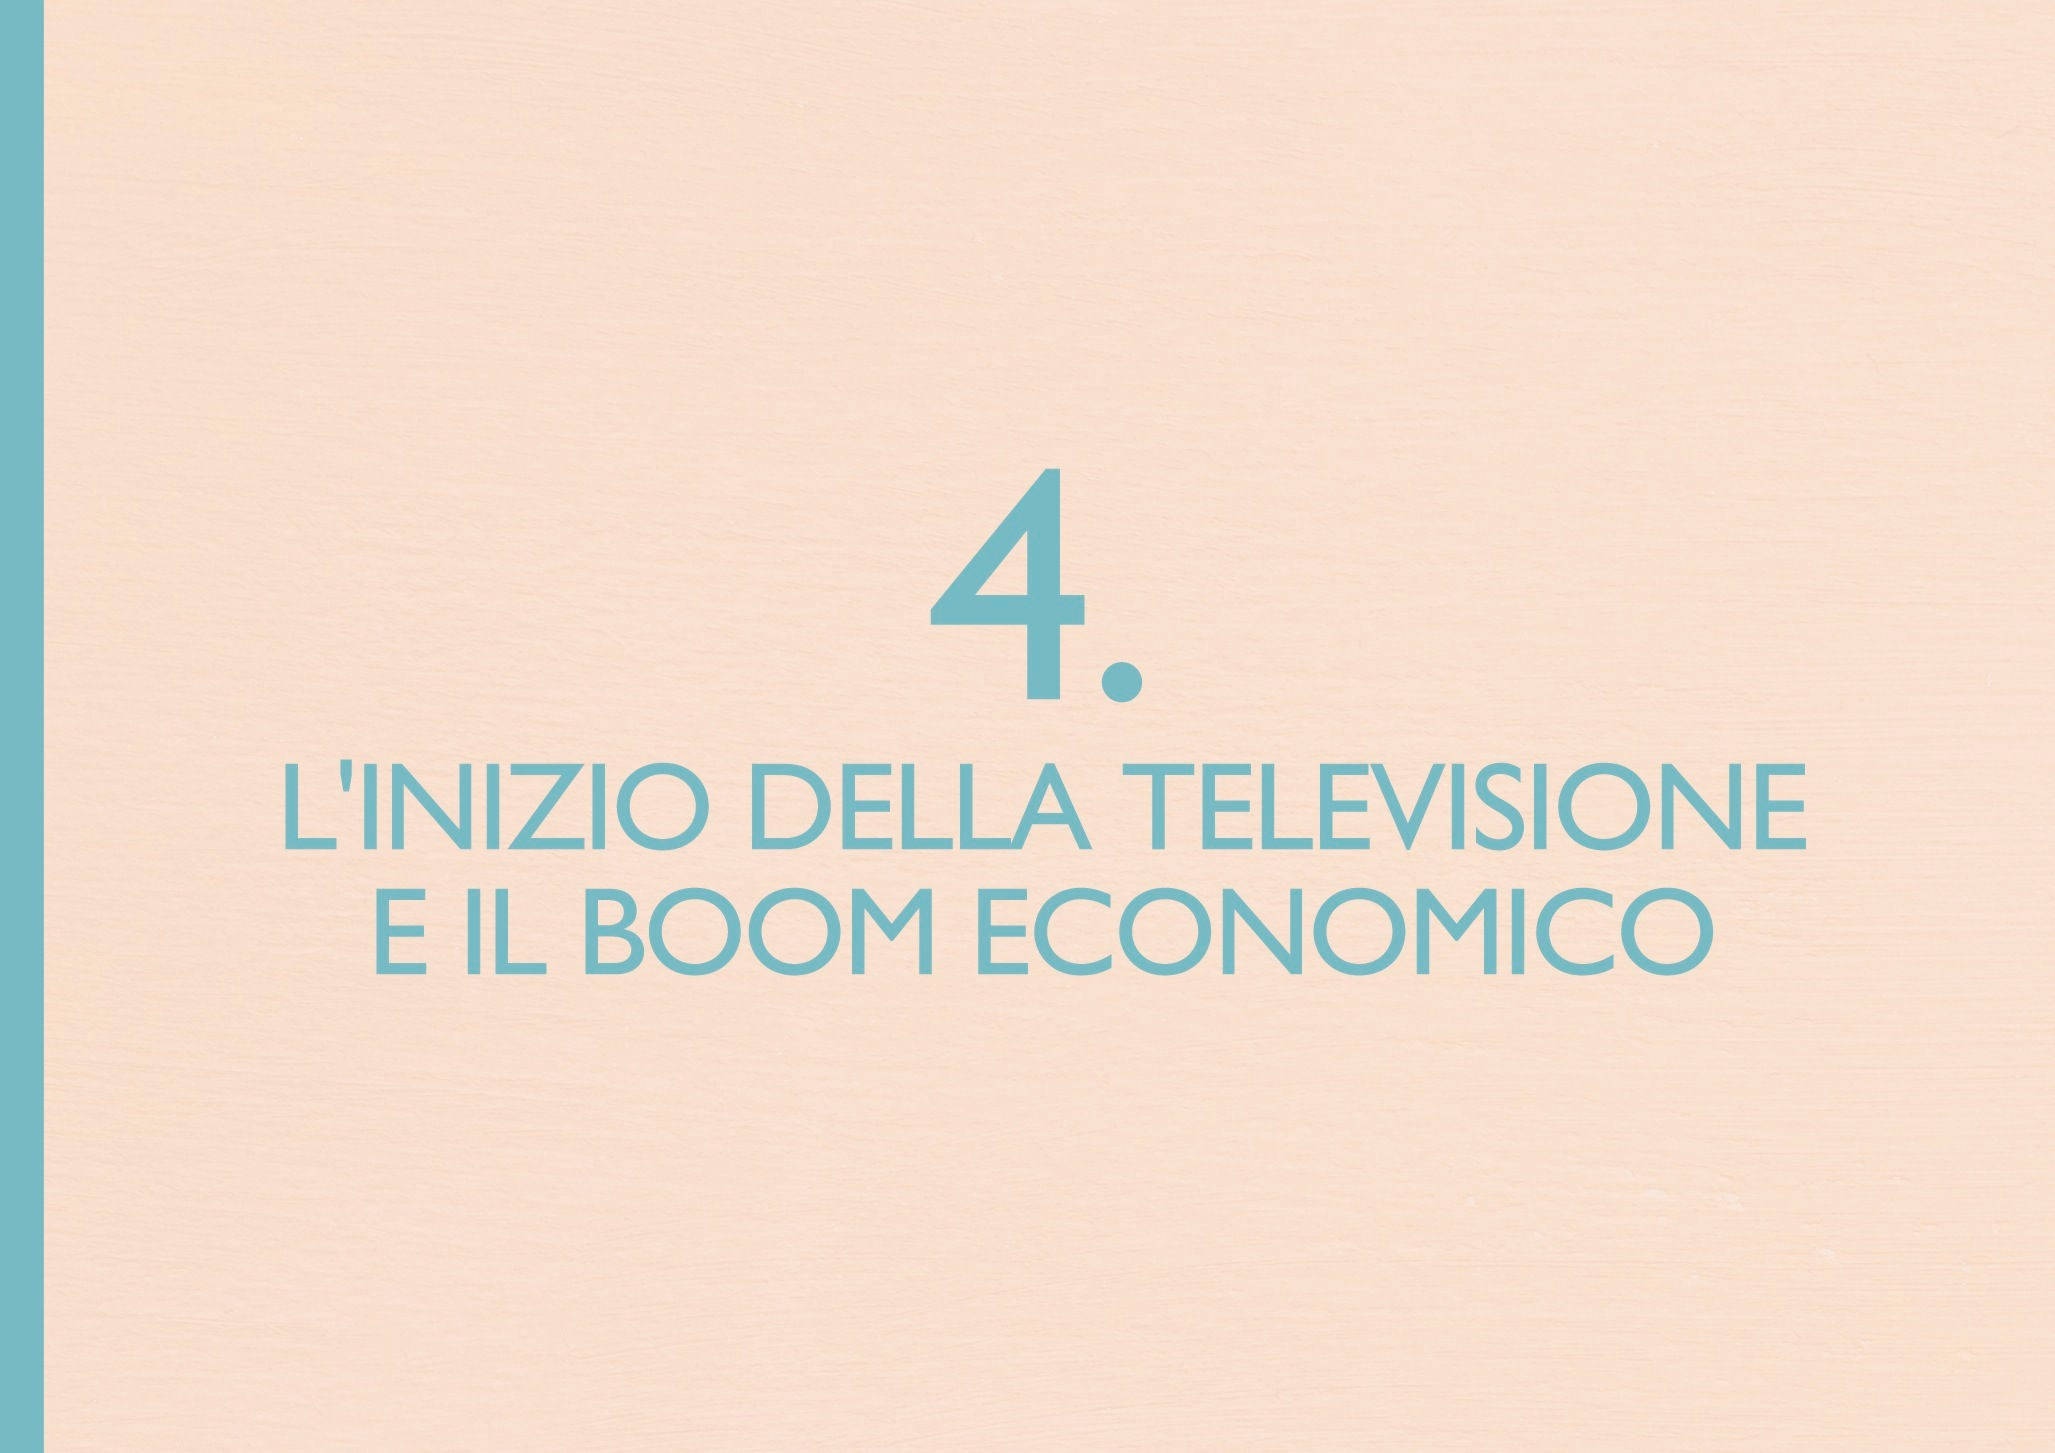 4.
L'INIZIO DELLA TELEVISIONE
E IL BOOM ECONOMICO